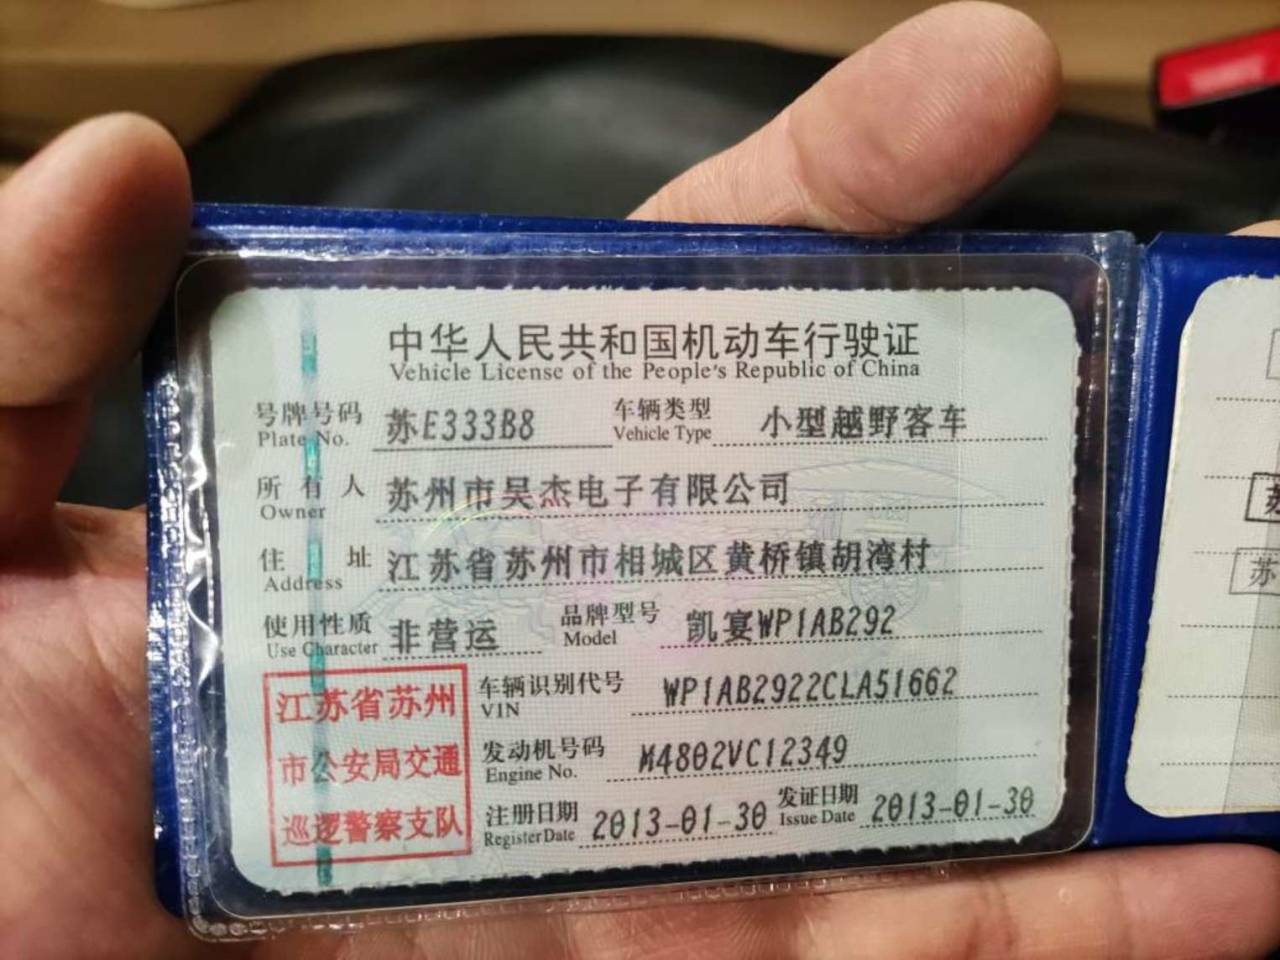 中华人民共和国机动车行驶证
Vehicle License of the People's Republic of China
号牌号码 苏E333B8 车辆类型 小型越野客车
Plate No. Vehicle Type
所有人 苏州市吴杰电子有限公司
Owner
住址 江苏省苏州市相城区黄桥镇胡湾村
Address
使用性质 非营运 品牌型号 凯宴WP1AB292
Use Character Model
车辆识别代号 WP1AB2922CLA51662
VIN
发动机号码 M4802VC12349
Engine No.
注册日期 2013-01-30 发证日期 2013-01-30
Register Date Issue Date
江苏省苏州
市公安局交通
巡逻警察支队
苏